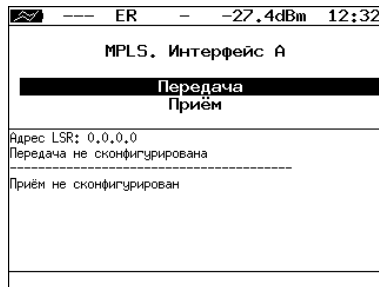 --- ER - -27.4dBm 12:32
MPLS. Интерфейс A
Передача
Приём
Адрес LSR: 0.0.0.0
Передача не сконфигурирована
----------------------------------------
Приём не сконфигурирован